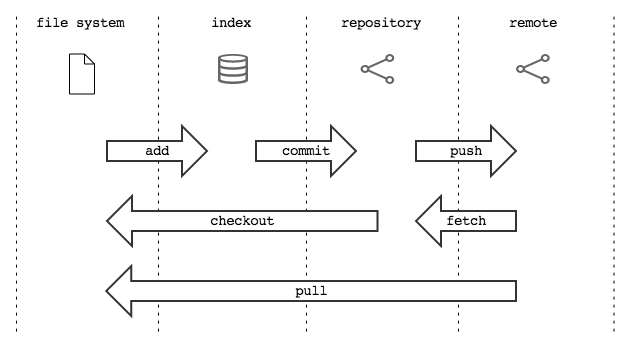 file system
index
repository
remote
add
commit
push
checkout
fetch
pull